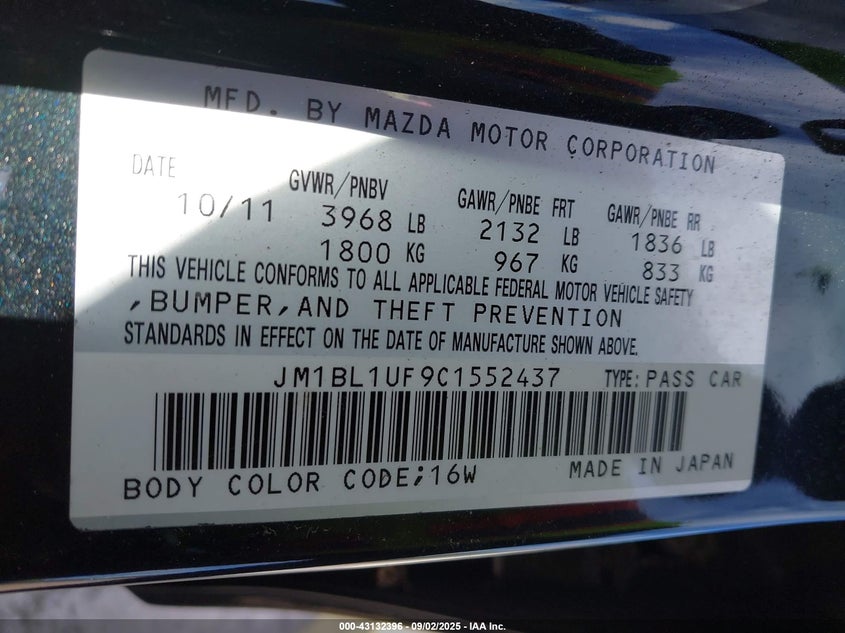 MFD. BY MAZDA MOTOR CORPORATION
DATE GVWR/PNBV GAWR/PNBE FRT GAWR/PNBE RR
10/11 3968 LB 2132 LB 1836 LB
1800 KG 967 KG 833 KG
THIS VEHICLE CONFORMS TO ALL APPLICABLE FEDERAL MOTOR VEHICLE SAFETY
,BUMPER,AND THEFT PREVENTION
STANDARDS IN EFFECT ON THE DATE OF MANUFACTURE SHOWN ABOVE.
JM1BL1UF9C1552437 TYPE: PASS CAR
BODY COLOR CODE;16W MADE IN JAPAN
000-43132396 - 09/02/2025 - IAA Inc.